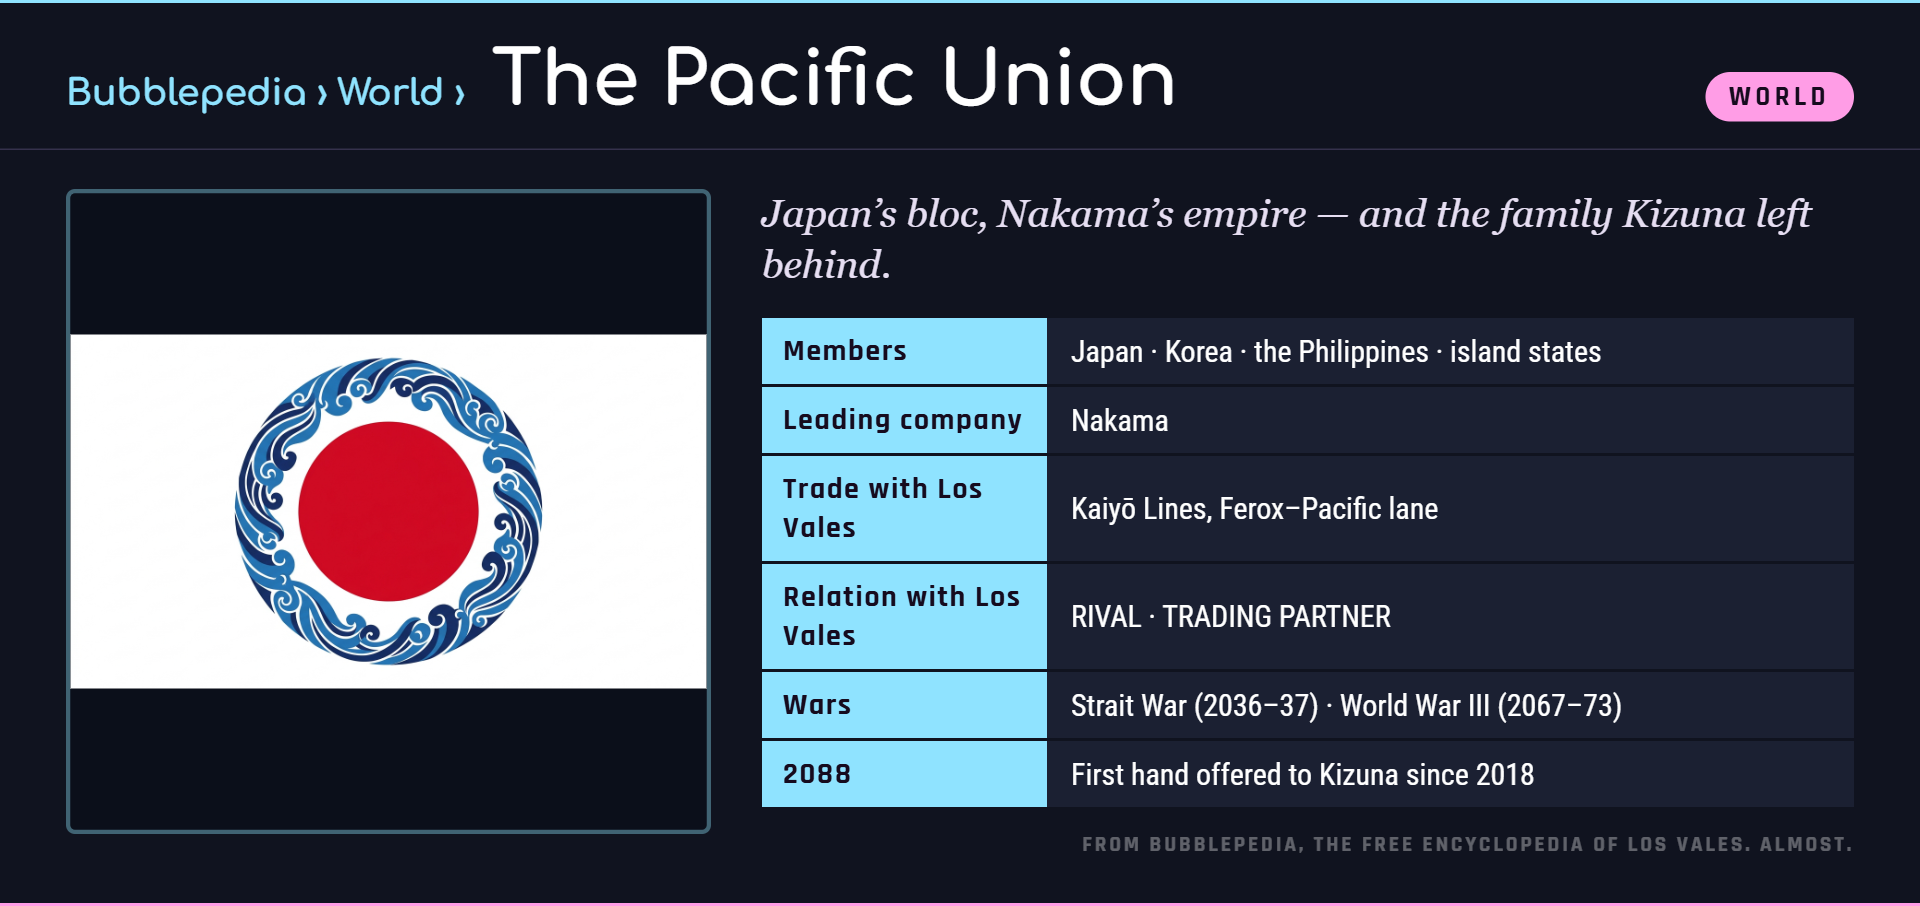 Bubblepedia › World › The Pacific Union
WORLD
Japan’s bloc, Nakama’s empire — and the family Kizuna left
behind.
Members
Japan · Korea · the Philippines · island states
Leading company
Nakama
Trade with Los
Vales
Kaiyō Lines, Ferox–Pacific lane
Relation with Los
Vales
RIVAL · TRADING PARTNER
Wars
Strait War (2036–37) · World War III (2067–73)
2088
First hand offered to Kizuna since 2018
FROM BUBBLEPEDIA, THE FREE ENCYCLOPEDIA OF LOS VALES. ALMOST.